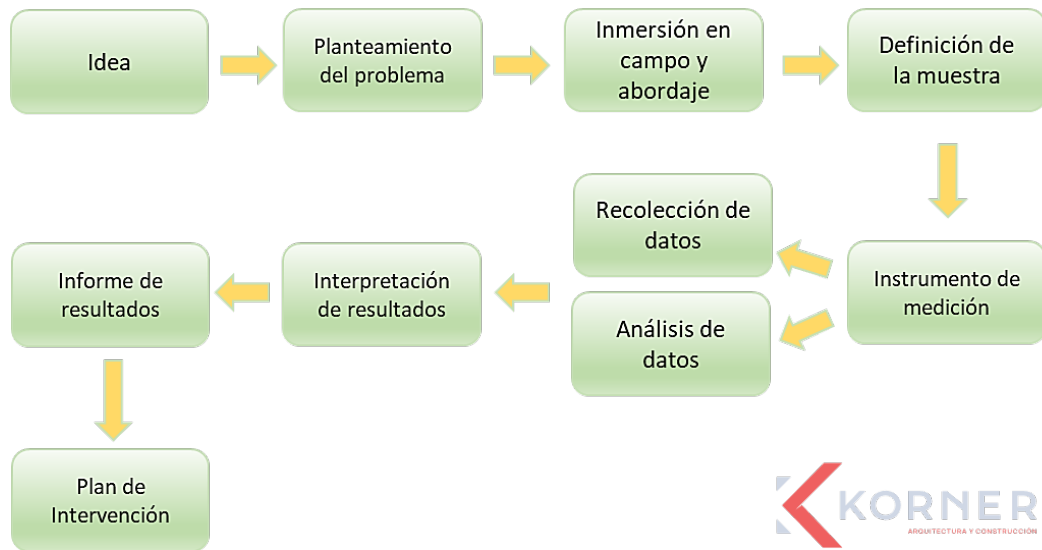 Idea
Planteamiento
del problema
Inmersión en
campo y
abordaje
Definición de
la muestra
Recolección de
datos
Informe de
resultados
Interpretación
de resultados
Instrumento de
medición
Análisis de
datos
Plan de
Intervención
KORNER
ARQUITECTURA Y CONSTRUCCIÓN